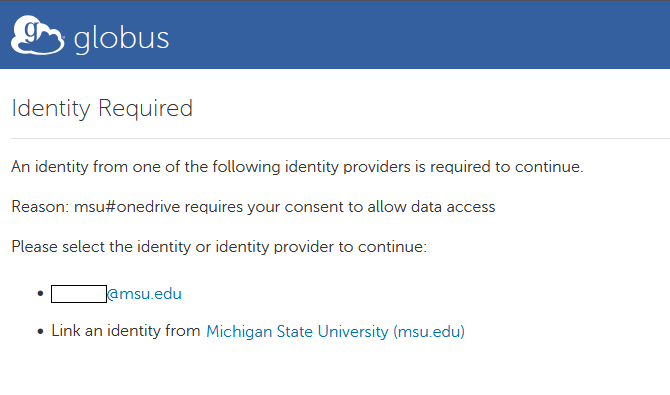 globus
Identity Required
An identity from one of the following identity providers is required to continue.
Reason: msu#onedrive requires your consent to allow data access
Please select the identity or identity provider to continue:
• @msu.edu
• Link an identity from Michigan State University (msu.edu)